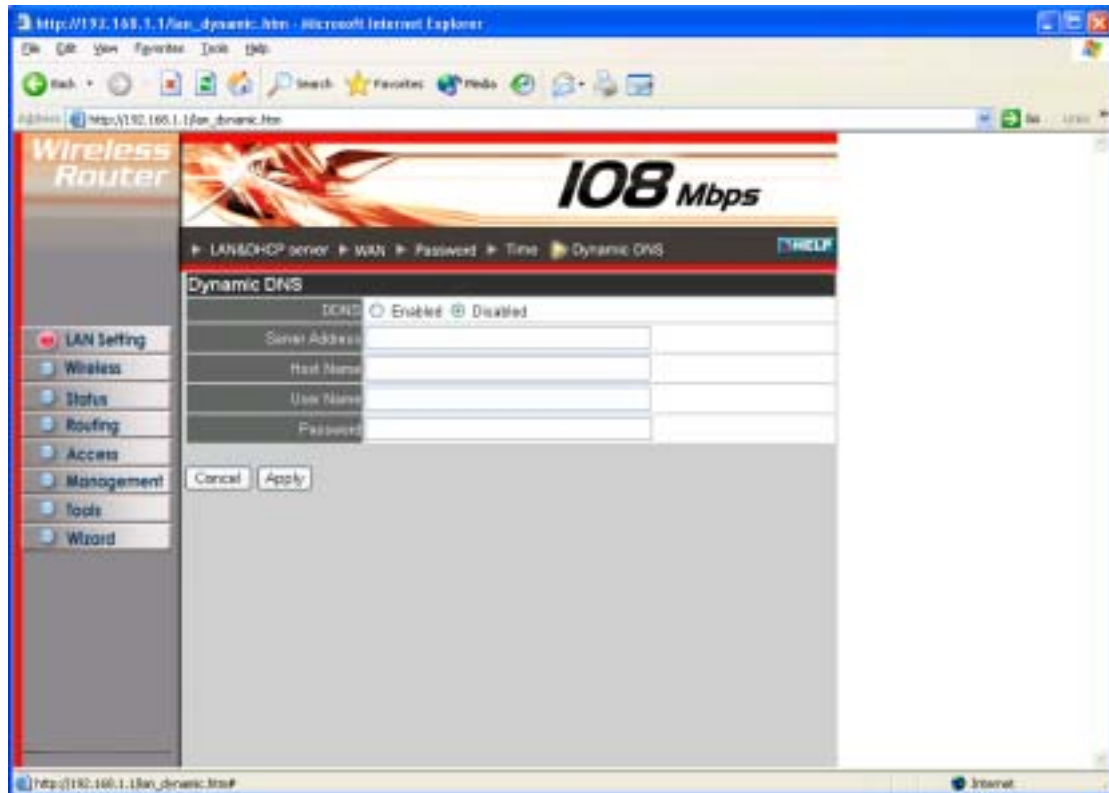 http://192.168.1.1/lan_dynamic.htm - Microsoft Internet Explorer
File Edit View Favorites Tools Help
Back Search Favorites Media
Address http://192.168.1.1/lan_dynamic.htm Go Links
Wireless
Router
108 Mbps
LAN&DHCP server WAN Password Time Dynamic DNS HELP
Dynamic DNS
DDNS Enabled Disabled
Server Address
Host Name
User Name
Password
Cancel Apply
LAN Setting
Wireless
Status
Routing
Access
Management
Tools
Wizard
http://192.168.1.1/lan_dynamic.htm# Internet